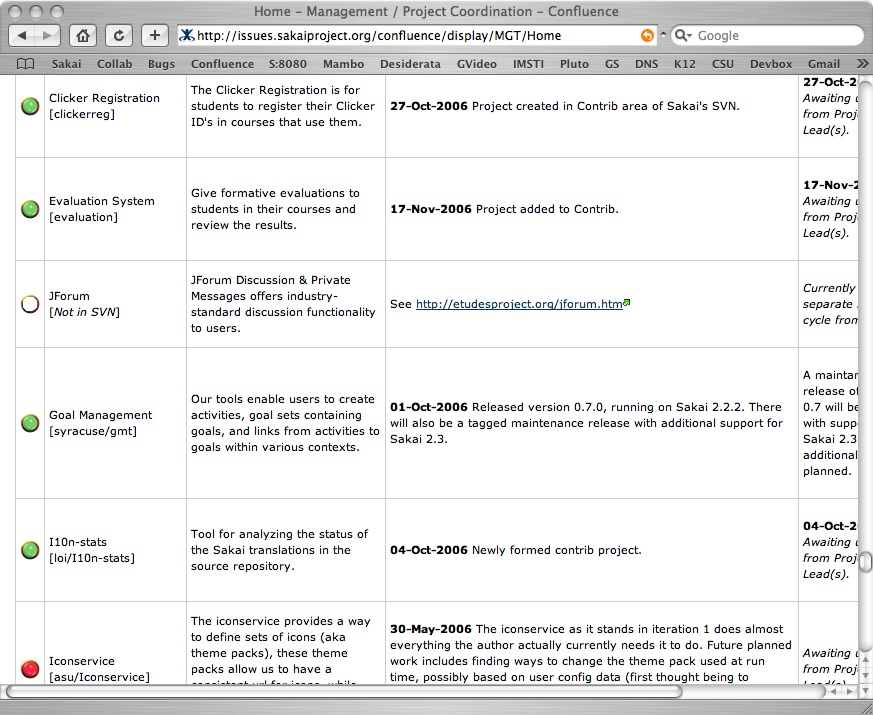 Home – Management / Project Coordination – Confluence
http://issues.sakaiproject.org/confluence/display/MGT/Home
Google
Sakai Collab Bugs Confluence S:8080 Mambo Desiderata GVideo IMSTI Pluto GS DNS K12 CSU Devbox Gmail
Clicker Registration
[clickerreg]
The Clicker Registration is for
students to register their Clicker
ID's in courses that use them.
27-Oct-2006 Project created in Contrib area of Sakai's SVN.
27-Oct-2
Awaiting
from Proj
Lead(s).
Evaluation System
[evaluation]
Give formative evaluations to
students in their courses and
review the results.
17-Nov-2006 Project added to Contrib.
17-Nov-2
Awaiting
from Proj
Lead(s).
JForum
[Not in SVN]
JForum Discussion & Private
Messages offers industry-
standard discussion functionality
to users.
See http://etudesproject.org/jforum.htm
Currently
separate
cycle from
Goal Management
[syracuse/gmt]
Our tools enable users to create
activities, goal sets containing
goals, and links from activities to
goals within various contexts.
01-Oct-2006 Released version 0.7.0, running on Sakai 2.2.2. There
will also be a tagged maintenance release with additional support for
Sakai 2.3.
A maintar
release of
0.7 will be
with supp
Sakai 2.3
additional
planned.
I10n-stats
[loi/I10n-stats]
Tool for analyzing the status of
the Sakai translations in the
source repository.
04-Oct-2006 Newly formed contrib project.
04-Oct-2
Awaiting
from Proj
Lead(s).
Iconservice
[asu/Iconservice]
The iconservice provides a way
to define sets of icons (aka
theme packs), these theme
packs allow us to have a
consistent url for icons, while
30-May-2006 The iconservice as it stands in iteration 1 does almost
everything the author actually currently needs it to do. Future planned
work includes finding ways to change the theme pack used at run
time, possibly based on user config data (first thought being to
Awaiting
from Proj
Lead(s).